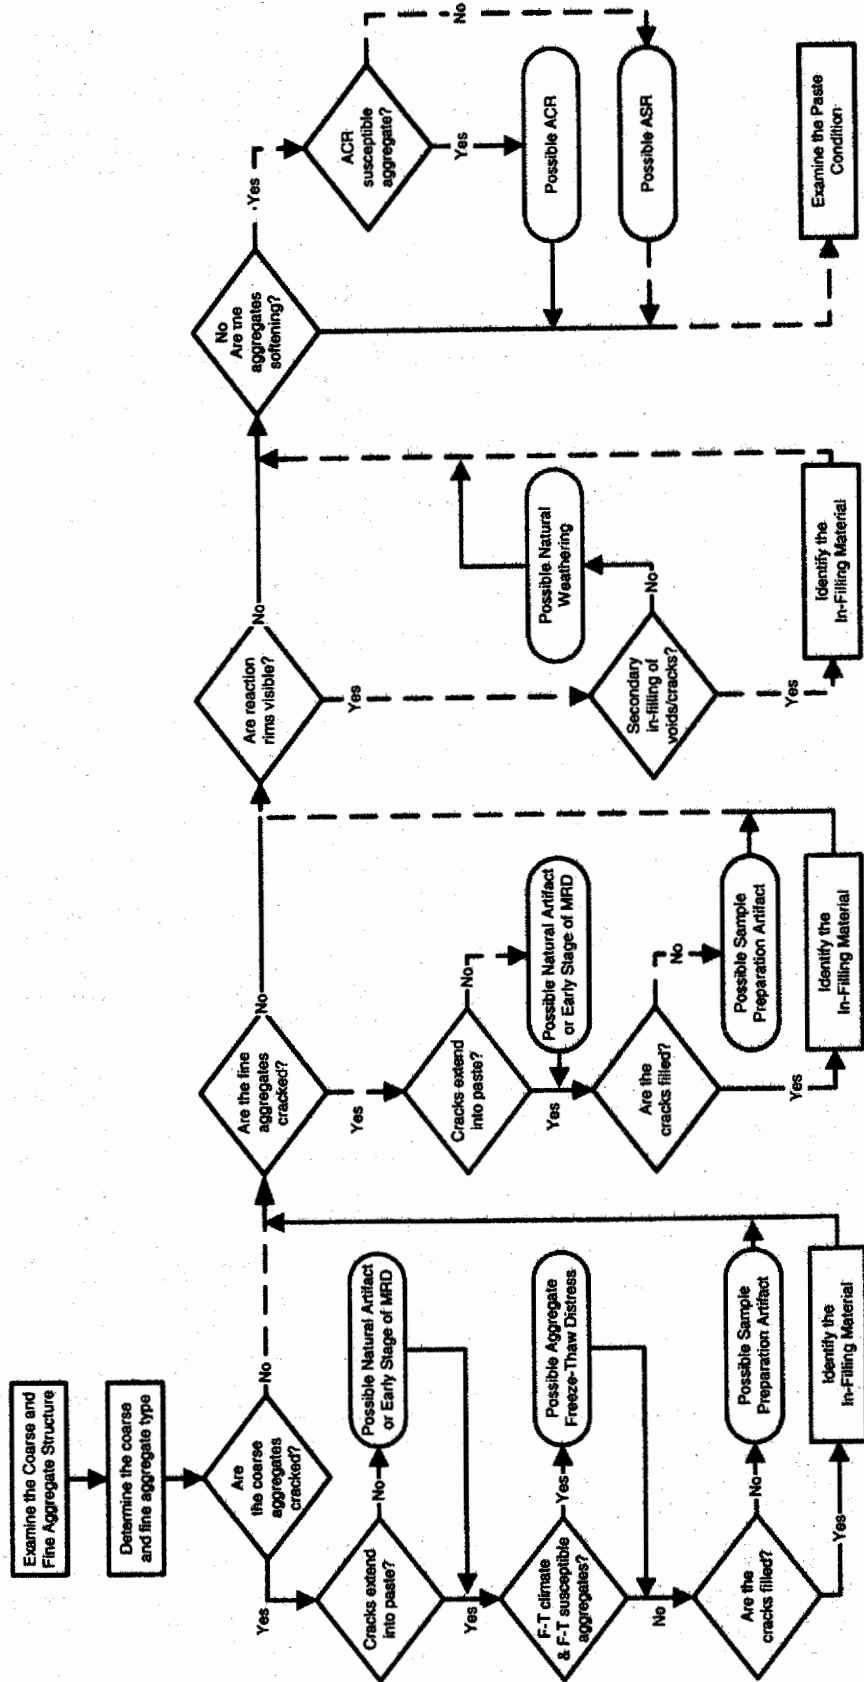 Examine the Coarse and
Fine Aggregate Structure
Determine the coarse
and fine aggregate type
Are
the coarse
aggregates
cracked?
No
Yes
Cracks extend
into paste?
No
Possible Natural Artifact
or Early Stage of MRD
Yes
F-T climate
& F-T susceptible
aggregates?
Yes
Possible Aggregate
Freeze-Thaw Distress
No
Are the
cracks filled?
No
Possible Sample
Preparation Artifact
Yes
Identify the
In-Filling Material
Are the fine
aggregates
cracked?
No
Yes
Cracks extend
into paste?
No
Possible Natural Artifact
or Early Stage of MRD
Yes
Are the
cracks filled?
No
Possible Sample
Preparation Artifact
Yes
Identify the
In-Filling Material
Are reaction
rims visible?
No
Yes
Secondary
in-filling of
voids/cracks?
No
Possible Natural
Weathering
Yes
Identify the
In-Filling Material
No
Are the
aggregates
softening?
Yes
ACR
susceptible
aggregate?
No
Yes
Possible ACR
Possible ASR
Examine the Paste
Condition